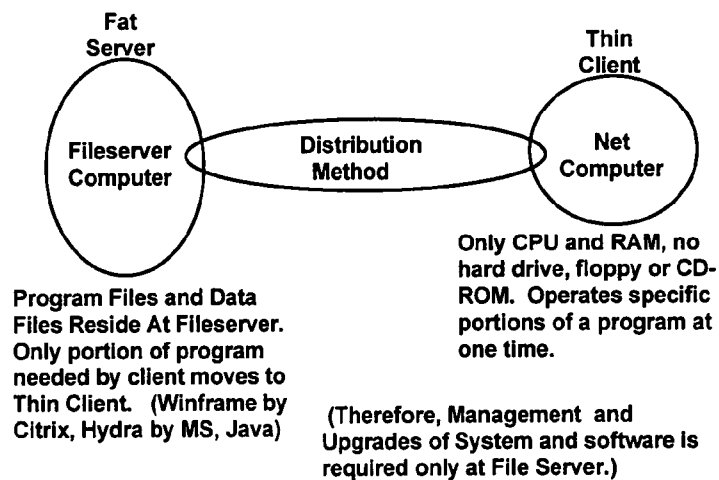 Fat
Server
Thin
Client
Fileserver
Computer
Distribution
Method
Net
Computer
Only CPU and RAM, no
hard drive, floppy or CD-
ROM. Operates specific
portions of a program at
one time.
Program Files and Data
Files Reside At Fileserver.
Only portion of program
needed by client moves to
Thin Client. (Winframe by
Citrix, Hydra by MS, Java)
(Therefore, Management and
Upgrades of System and software is
required only at File Server.)